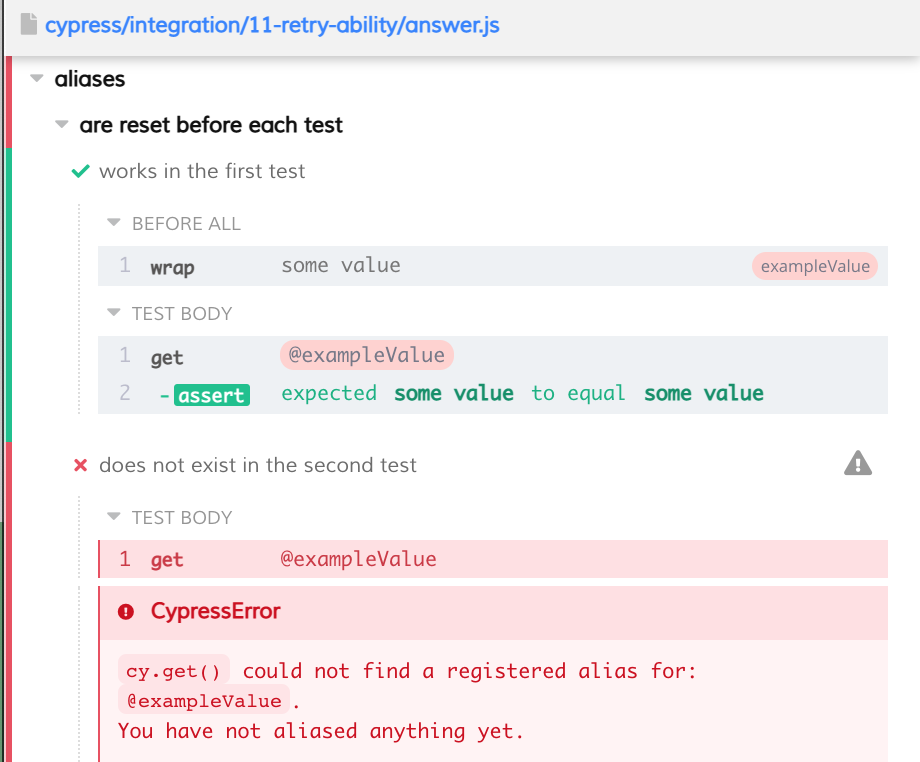 cypress/integration/11-retry-ability/answer.js
aliases
are reset before each test
works in the first test
BEFORE ALL
1 wrap some value exampleValue
TEST BODY
1 get @exampleValue
2 -assert expected some value to equal some value
does not exist in the second test
TEST BODY
1 get @exampleValue
CypressError
cy.get() could not find a registered alias for:
@exampleValue.
You have not aliased anything yet.